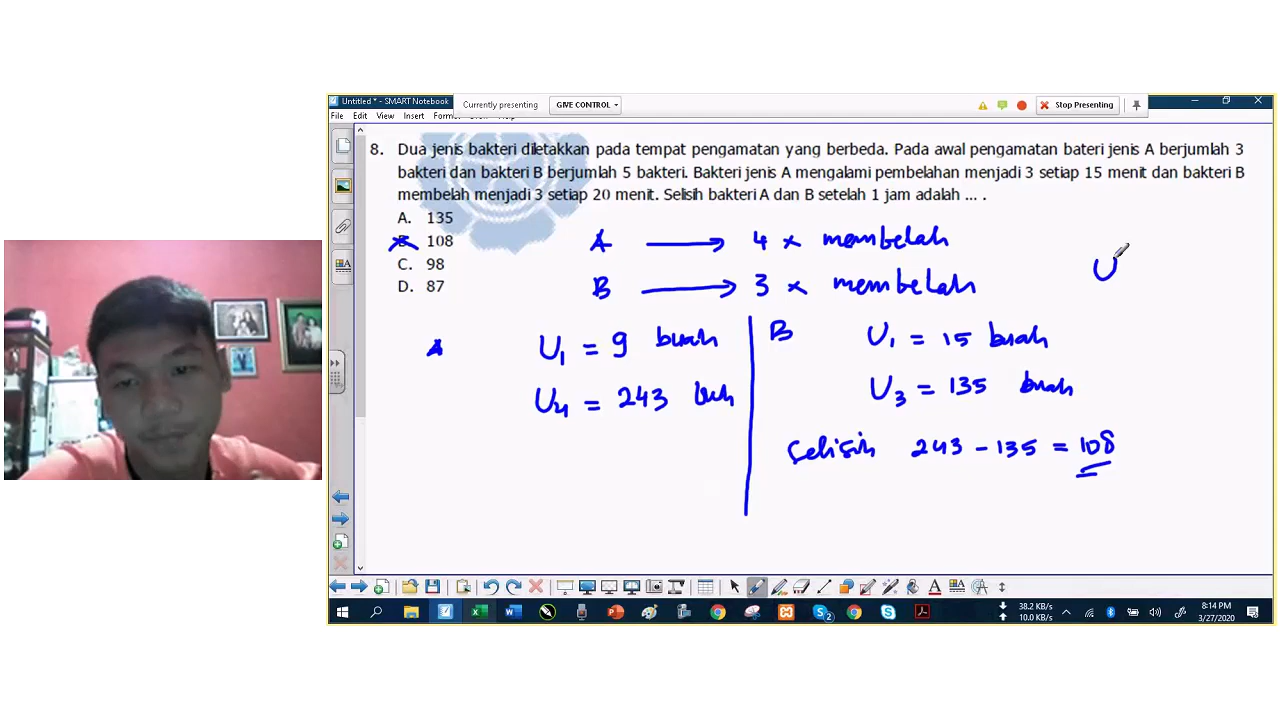 Untitled * - SMART Notebook
Currently presenting
GIVE CONTROL
Stop Presenting
File Edit View Insert
8. Dua jenis bakteri diletakkan pada tempat pengamatan yang berbeda. Pada awal pengamatan bateri jenis A berjumlah 3
bakteri dan bakteri B berjumlah 5 bakteri. Bakteri jenis A mengalami pembelahan menjadi 3 setiap 15 menit dan bakteri B
membelah menjadi 3 setiap 20 menit. Selisih bakteri A dan B setelah 1 jam adalah ... .
A. 135
B. 108
C. 98
D. 87
A → 4 x membelah
B → 3 x membelah
U
A U₁ = 9 buah
U₄ = 243 buah
B U₁ = 15 buah
U₃ = 135 buah
Selisih 243 - 135 = 108
38.2 KB/s
10.0 KB/s
8:14 PM
3/27/2020